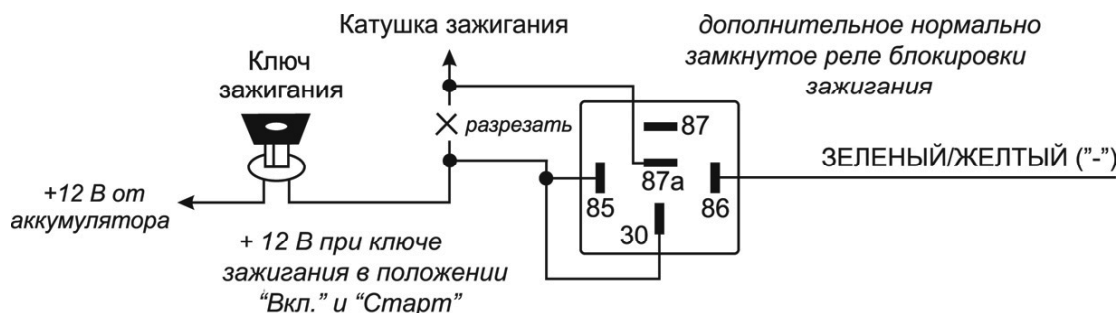 Катушка зажигания
дополнительное нормально
замкнутое реле блокировки
зажигания
Ключ
зажигания
разрезать
87
87а
85
86
30
ЗЕЛЕНЫЙ/ЖЕЛТЫЙ ("-")
+12 В от
аккумулятора
+ 12 В при ключе
зажигания в положении
“Вкл.” и “Старт”